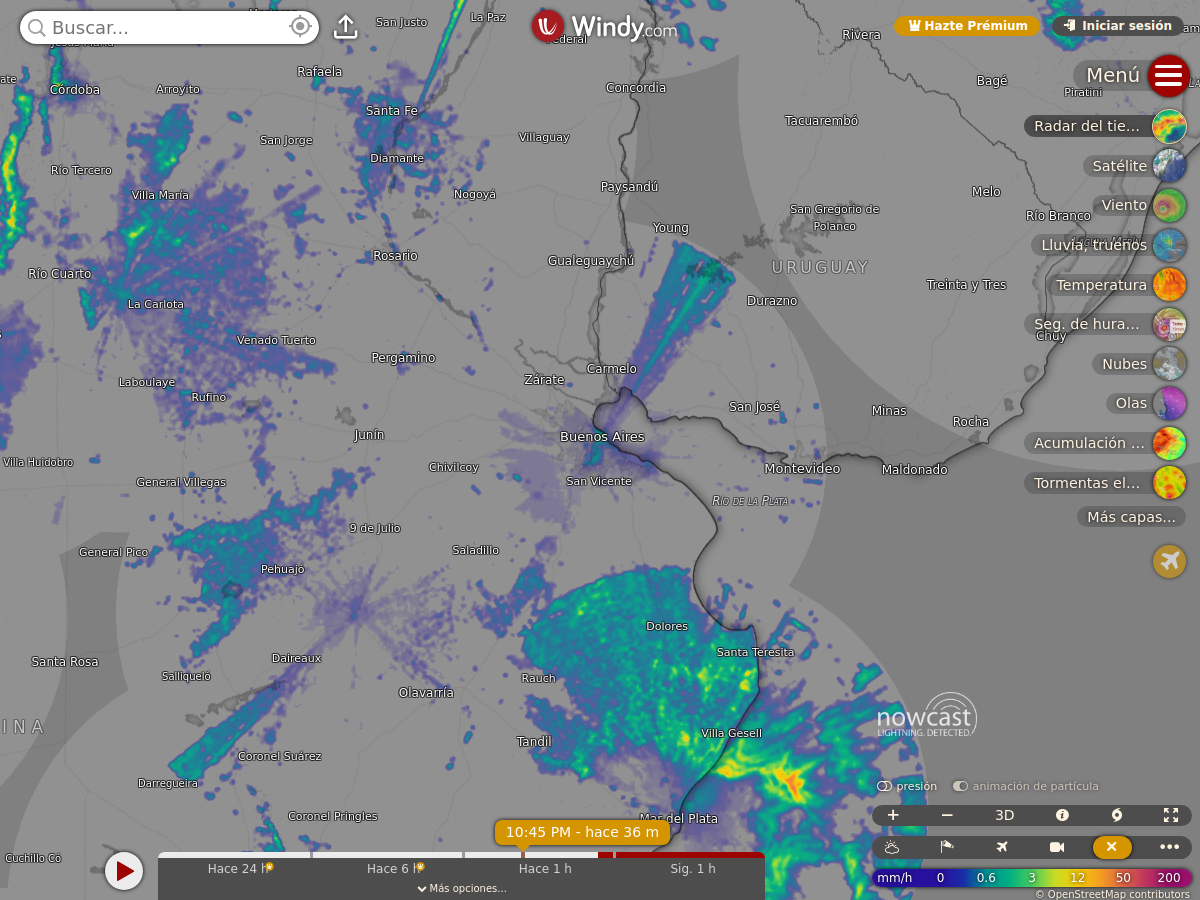 Buscar...
San Justo
La Paz
Windy.com
Federal
Rivera
Hazte Prémium
Iniciar sesión
Jesús María
Rafaela
Córdoba
Arroyito
Concordia
Bagé
Menú
Piratini
Santa Fe
Tacuarembó
Radar del tie...
San Jorge
Villaguay
Diamante
Río Tercero
Satélite
Villa María
Nogoyá
Paysandú
Melo
Viento
San Gregorio de
Polanco
Río Branco
Young
Lluvia, truenos
Rosario
Gualeguaychú
URUGUAY
Río Cuarto
Treinta y Tres
Temperatura
La Carlota
Durazno
Seg. de hura...
Chuy
Venado Tuerto
Pergamino
Carmelo
Nubes
Laboulaye
Zárate
Rufino
San José
Minas
Olas
Junín
Buenos Aires
Rocha
Acumulación ...
Villa Huidobro
Chivilcoy
Montevideo
Maldonado
General Villegas
San Vicente
Tormentas el...
Río de la Plata
Más capas...
9 de Julio
General Pico
Saladillo
Pehuajó
Dolores
Santa Rosa
Daireaux
Santa Teresita
Salliqueló
Rauch
Olavarría
INA
nowcast
LIGHTNING. DETECTED.
Villa Gesell
Tandil
Coronel Suárez
Darregueira
presión
animación de partícula
Coronel Pringles
Mar del Plata
+
−
3D
10:45 PM - hace 36 m
Cuchillo Có
Hace 24 h
Hace 6 h
Hace 1 h
Sig. 1 h
Más opciones...
mm/h 0 0.6 3 12 50 200
© OpenStreetMap contributors